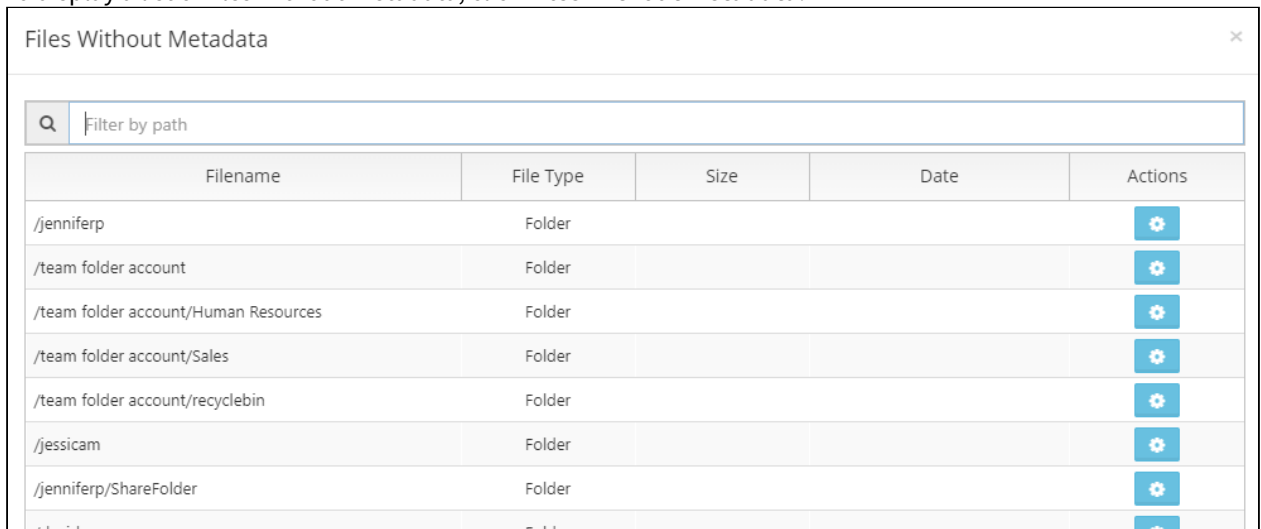 Files Without Metadata ×
Filter by path
Filename File Type Size Date Actions
/jenniferp Folder
/team folder account Folder
/team folder account/Human Resources Folder
/team folder account/Sales Folder
/team folder account/recyclebin Folder
/jessicam Folder
/jenniferp/ShareFolder Folder